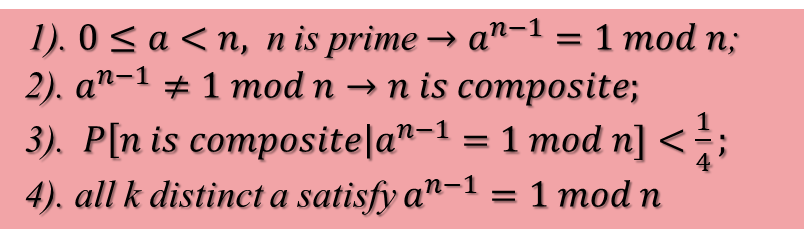 1). 0 ≤ a < n, n is prime → aⁿ⁻¹ = 1 mod n;
2). aⁿ⁻¹ ≠ 1 mod n → n is composite;
3). P[n is composite|aⁿ⁻¹ = 1 mod n] < 1/4;
4). all k distinct a satisfy aⁿ⁻¹ = 1 mod n